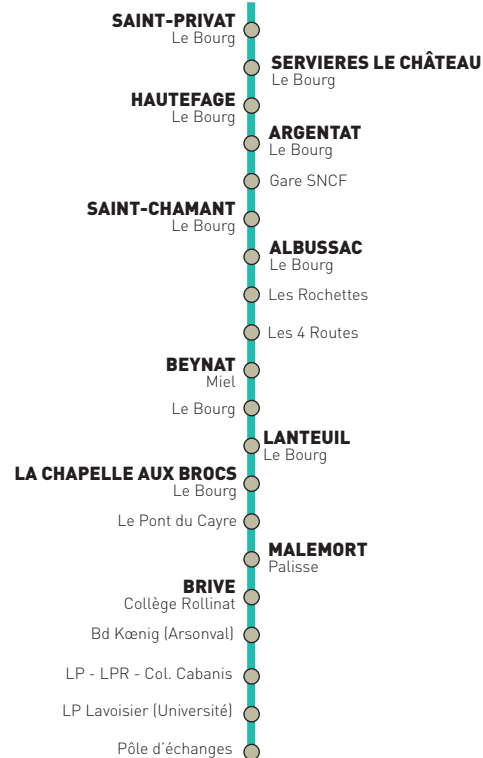 SAINT-PRIVAT
Le Bourg
SERVIERES LE CHÂTEAU
Le Bourg
HAUTEFAGE
Le Bourg
ARGENTAT
Le Bourg
Gare SNCF
SAINT-CHAMANT
Le Bourg
ALBUSSAC
Le Bourg
Les Rochettes
Les 4 Routes
BEYNAT
Miel
Le Bourg
LANTEUIL
Le Bourg
LA CHAPELLE AUX BROCS
Le Bourg
Le Pont du Cayre
MALEMORT
Palisse
BRIVE
Collège Rollinat
Bd Kœnig (Arsonval)
LP - LPR - Col. Cabanis
LP Lavoisier (Université)
Pôle d'échanges